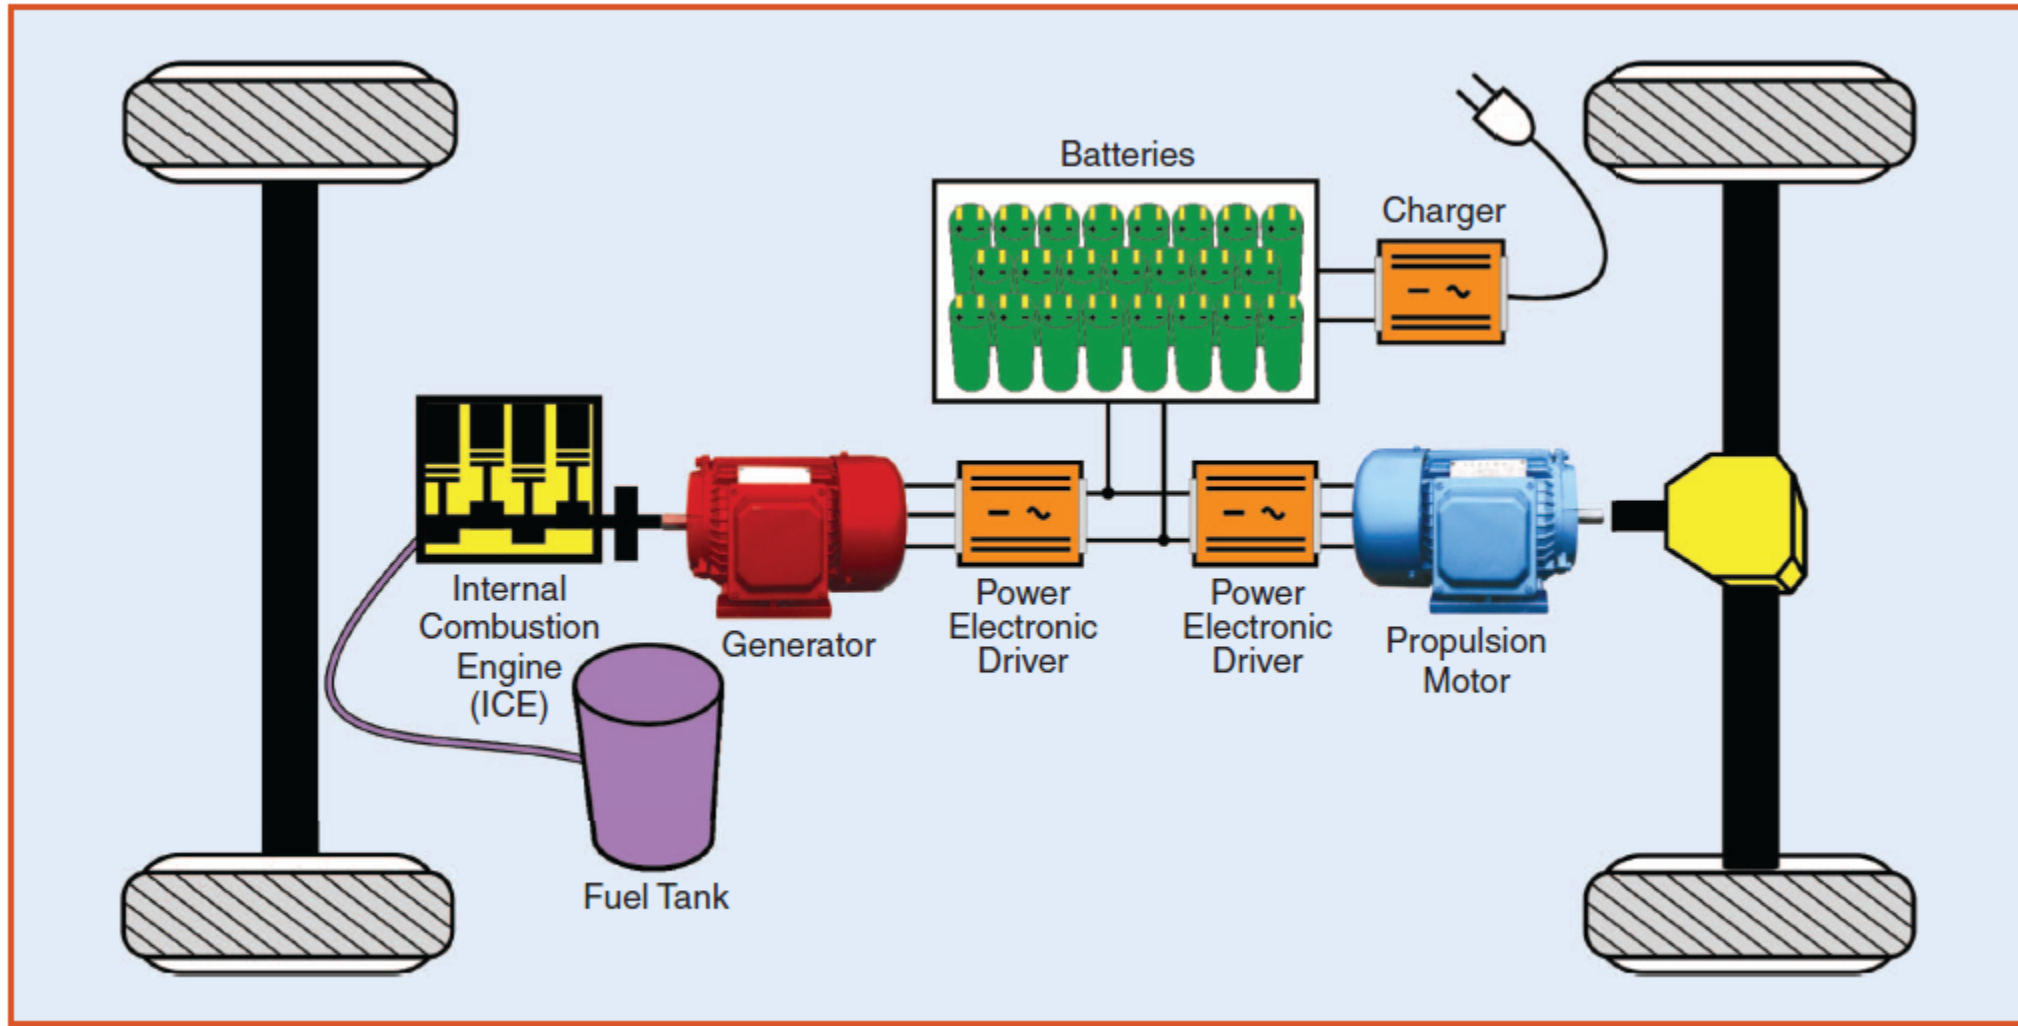 Batteries
Charger
Internal
Combustion
Engine
(ICE)
Generator
Power
Electronic
Driver
Power
Electronic
Driver
Propulsion
Motor
Fuel Tank